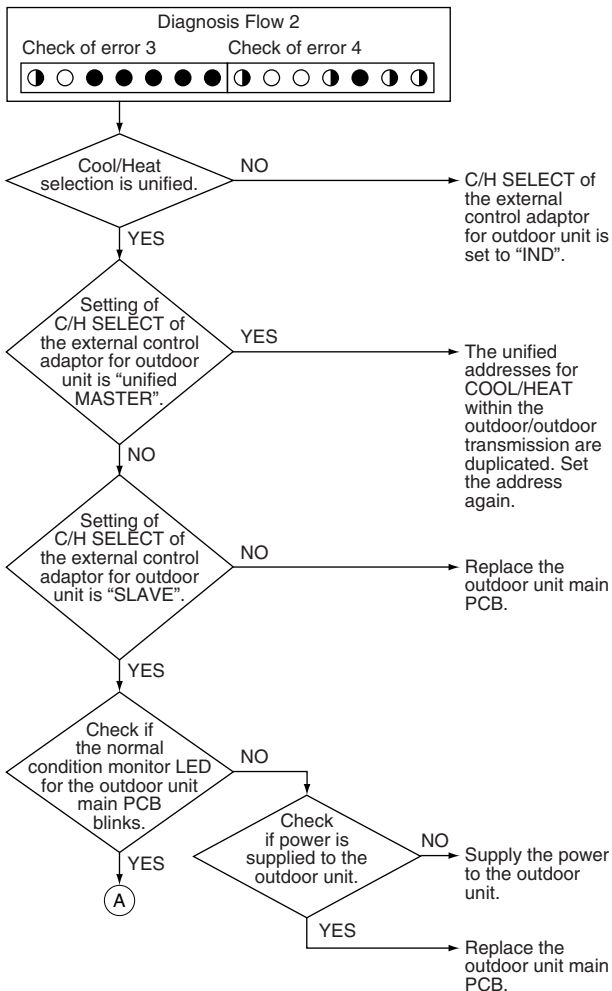 Diagnosis Flow 2
Check of error 3
Check of error 4
Cool/Heat
selection is unified.
NO
C/H SELECT of
the external
control adaptor
for outdoor unit is
set to “IND”.
YES
Setting of
C/H SELECT of
the external control
adaptor for outdoor
unit is “unified
MASTER”.
YES
The unified
addresses for
COOL/HEAT
within the
outdoor/outdoor
transmission are
duplicated. Set
the address
again.
NO
Setting of
C/H SELECT of
the external control
adaptor for outdoor
unit is “SLAVE”.
NO
Replace the
outdoor unit main
PCB.
YES
Check if
the normal
condition monitor LED
for the outdoor unit
main PCB
blinks.
NO
YES
A
Check
if power is
supplied to the
outdoor unit.
NO
Supply the power
to the outdoor
unit.
YES
Replace the
outdoor unit main
PCB.